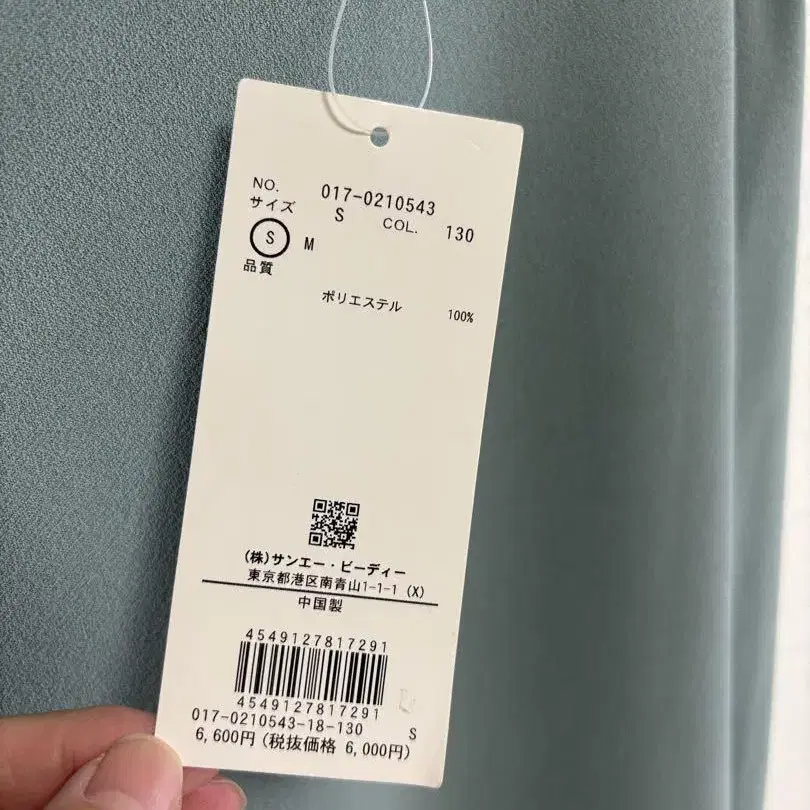 NO. 017-0210543
サイズ S COL. 130
S M
品質
ポリエステル 100%
(株)サンエー・ビーディー
東京都港区南青山1-1-1 (X)
中国製
4549127817291
4549127817291
017-0210543-18-130 S
6,600円 (税抜価格 6,000円)